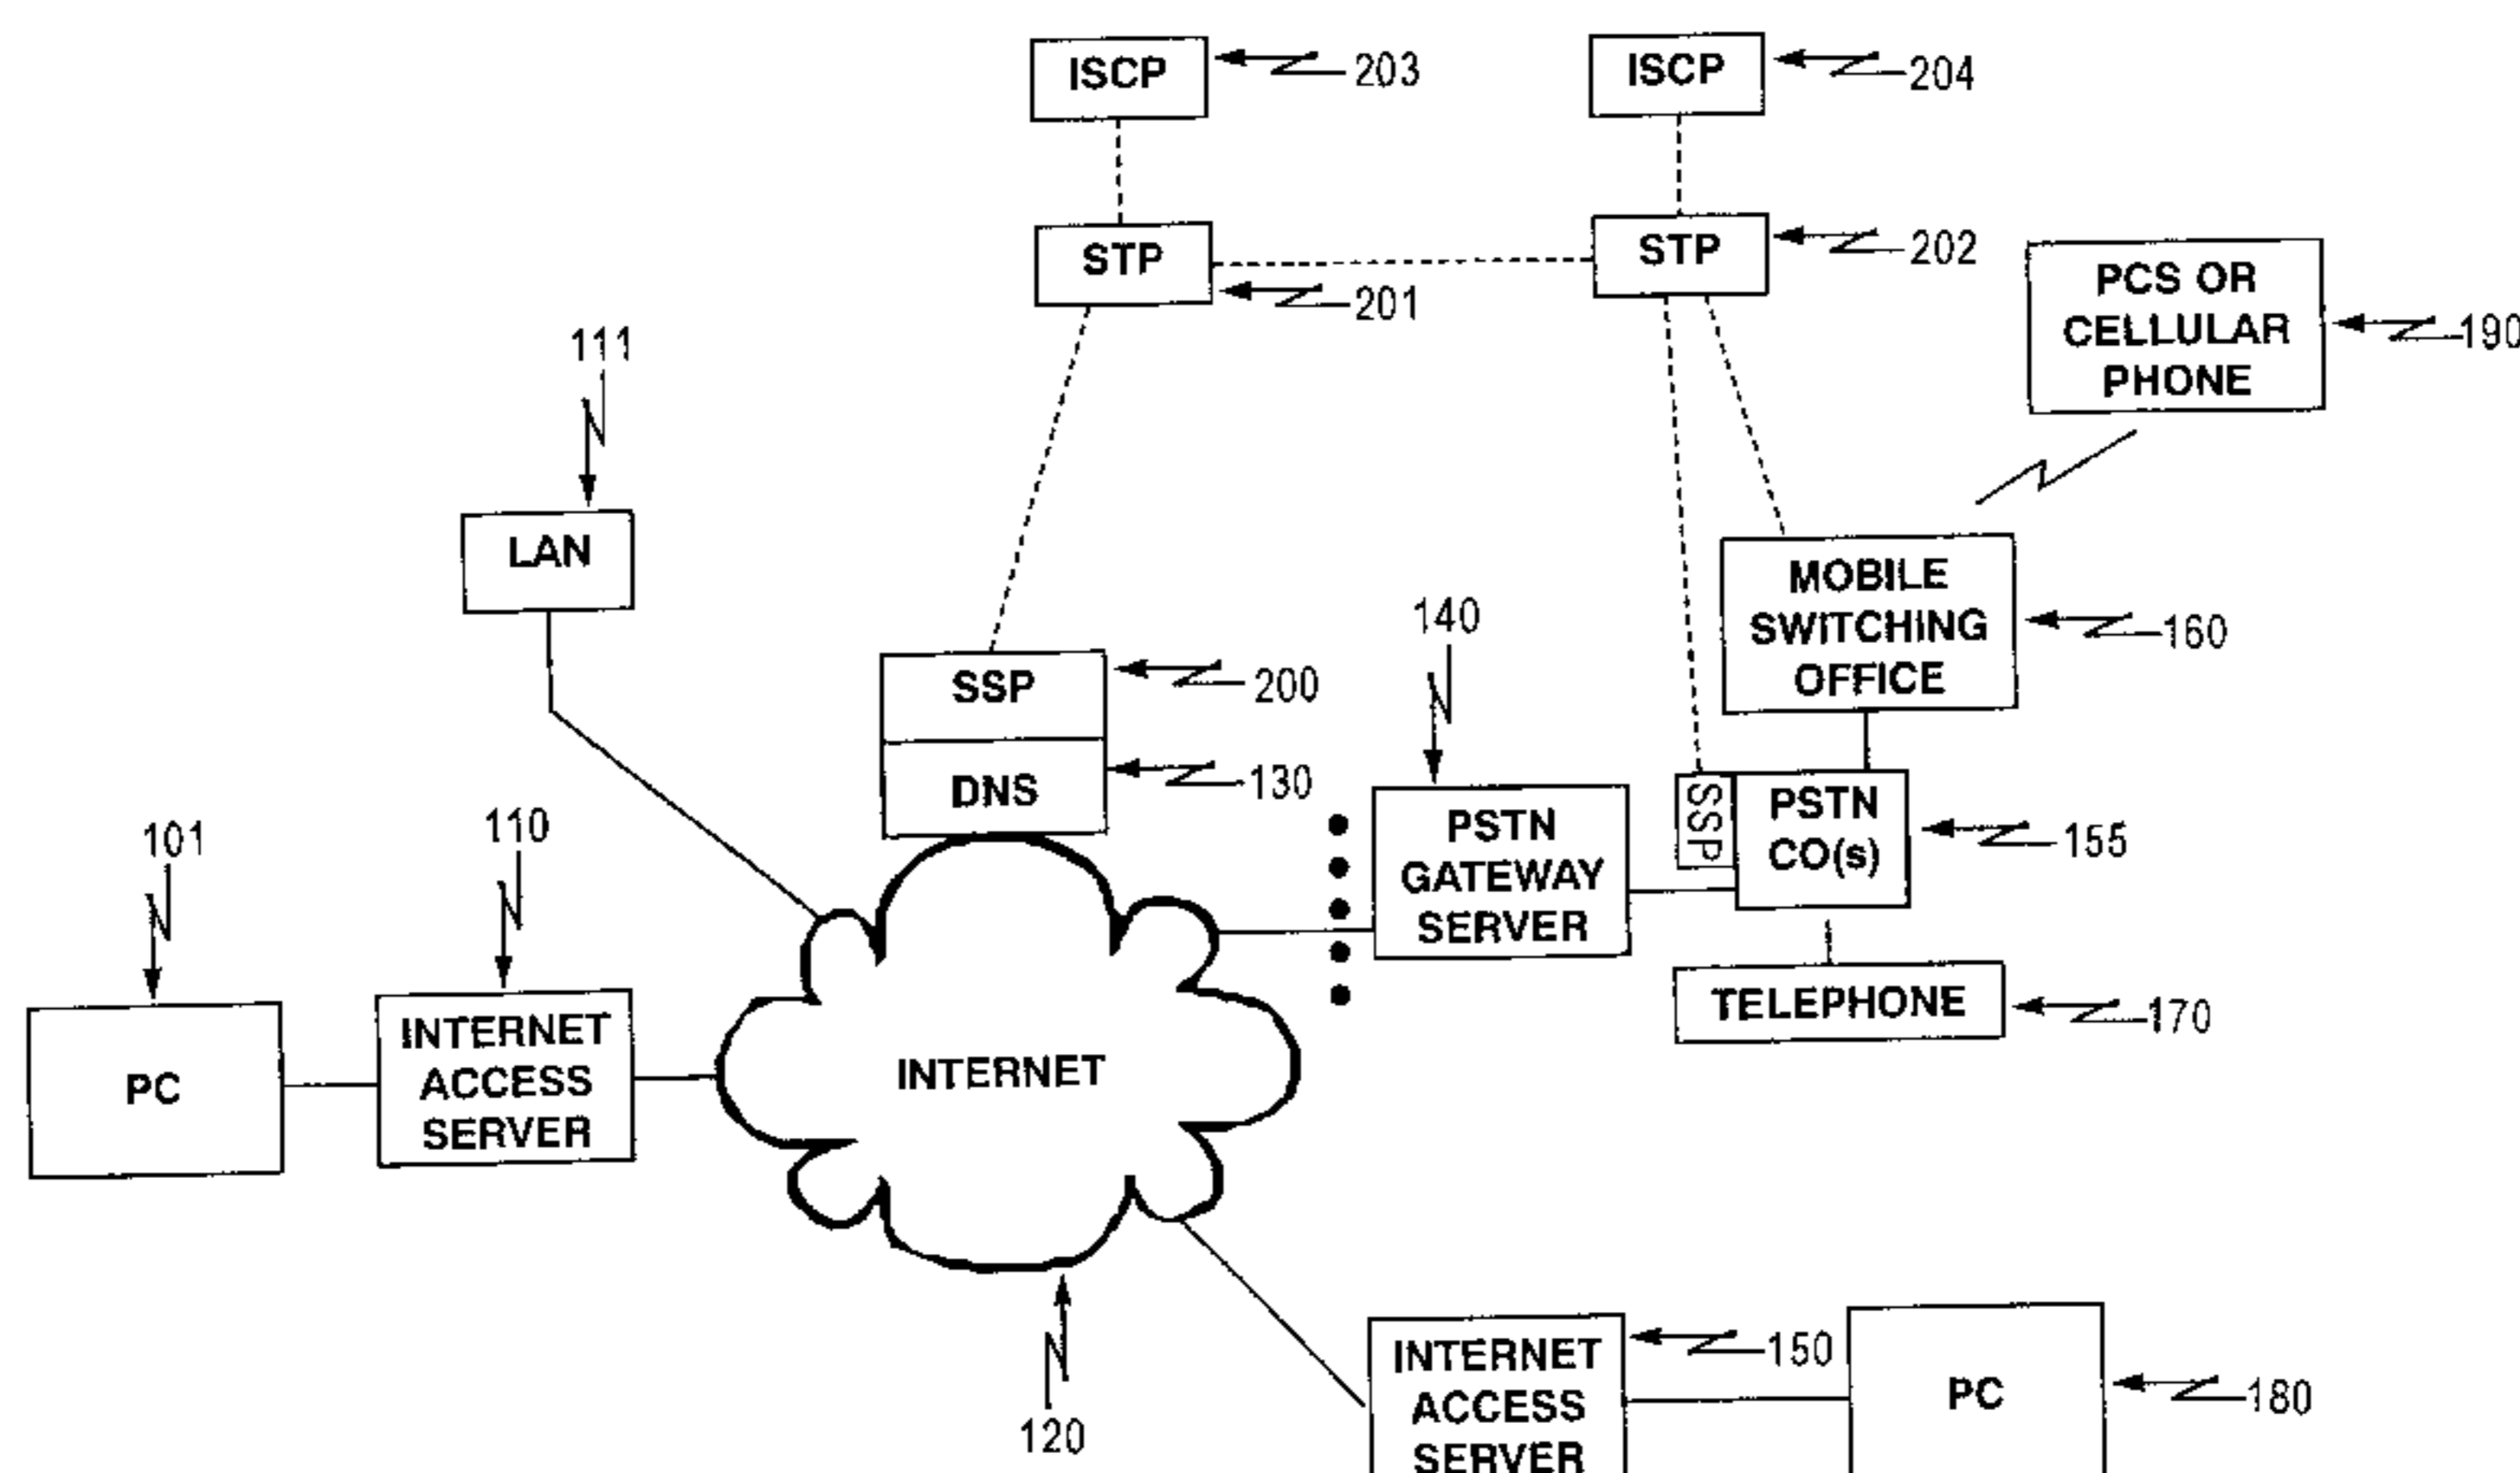 ISCP
203
ISCP
204
STP
201
STP
202
PCS OR
CELLULAR
PHONE
190
111
LAN
MOBILE
SWITCHING
OFFICE
160
140
SSP
200
DNS
130
PSTN
GATEWAY
SERVER
SSP
PSTN
CO(s)
155
101
110
PC
INTERNET
ACCESS
SERVER
INTERNET
TELEPHONE
170
120
INTERNET
ACCESS
SERVER
150
PC
180